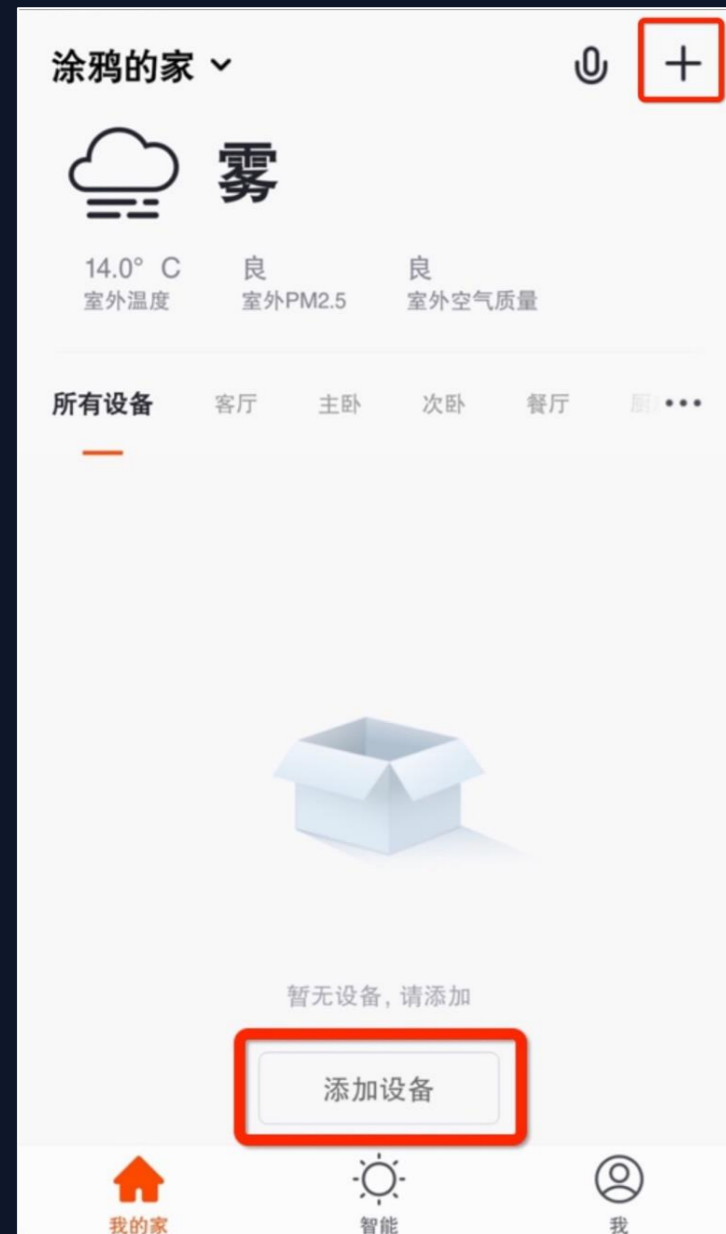 涂鸦的家
雾
14.0° C 良 良
室外温度 室外PM2.5 室外空气质量
所有设备 客厅 主卧 次卧 餐厅 厨
暂无设备, 请添加
添加设备
我的家 智能 我